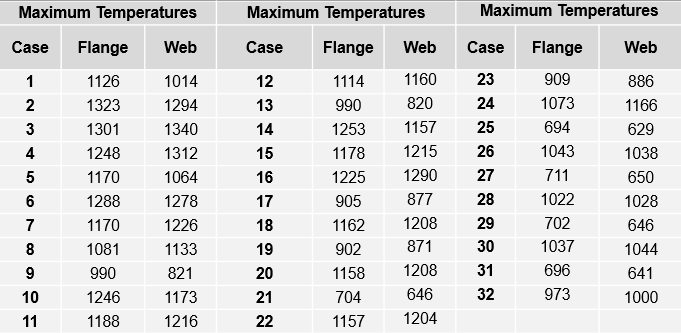 Maximum Temperatures Maximum Temperatures Maximum Temperatures
Case Flange Web Case Flange Web Case Flange Web
1 1126 1014 12 1114 1160 23 909 886
2 1323 1294 13 990 820 24 1073 1166
3 1301 1340 14 1253 1157 25 694 629
4 1248 1312 15 1178 1215 26 1043 1038
5 1170 1064 16 1225 1290 27 711 650
6 1288 1278 17 905 877 28 1022 1028
7 1170 1226 18 1162 1208 29 702 646
8 1081 1133 19 902 871 30 1037 1044
9 990 821 20 1158 1208 31 696 641
10 1246 1173 21 704 646 32 973 1000
11 1188 1216 22 1157 1204